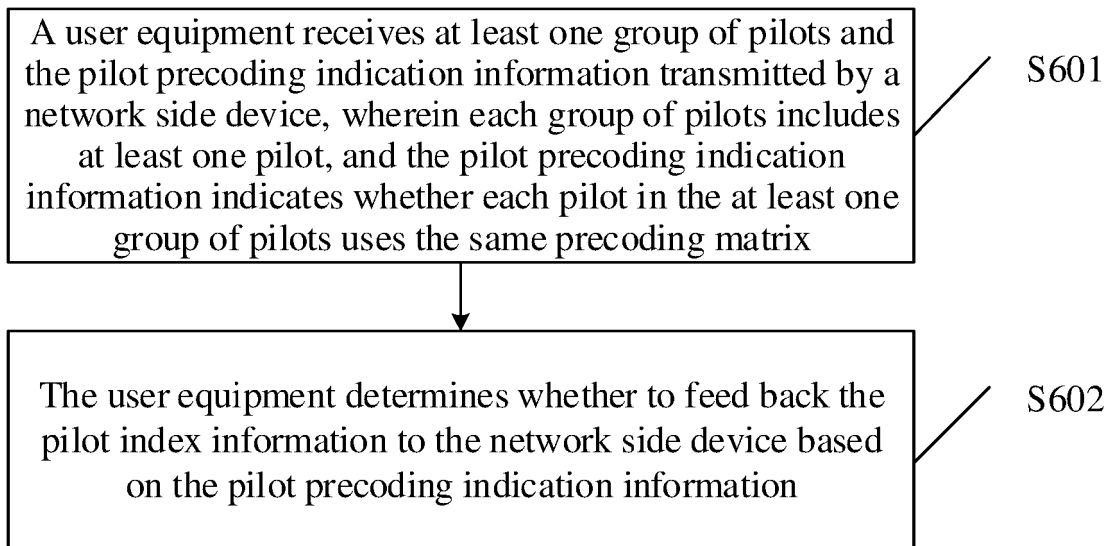 A user equipment receives at least one group of pilots and
the pilot precoding indication information transmitted by a
network side device, wherein each group of pilots includes
at least one pilot, and the pilot precoding indication
information indicates whether each pilot in the at least one
group of pilots uses the same precoding matrix
S601
The user equipment determines whether to feed back the
pilot index information to the network side device based
on the pilot precoding indication information
S602